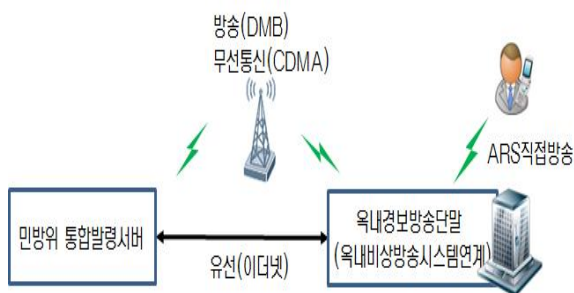 방송(DMB)
무선통신(CDMA)
ARS직접방송
민방위 통합발령서버
유선(이더넷)
옥내경보방송단말
(옥내비상방송시스템연계)